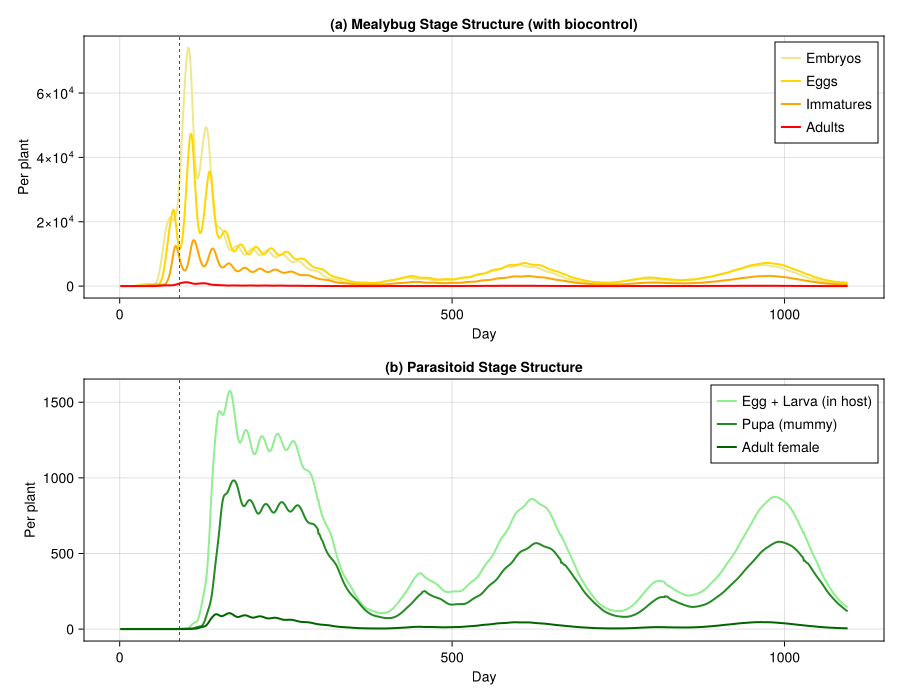 (a) Mealybug Stage Structure (with biocontrol)
Per plant
6×10⁴
4×10⁴
2×10⁴
0
Embryos
Eggs
Immatures
Adults
0 500 1000
Day
(b) Parasitoid Stage Structure
Per plant
1500
1000
500
0
Egg + Larva (in host)
Pupa (mummy)
Adult female
0 500 1000
Day